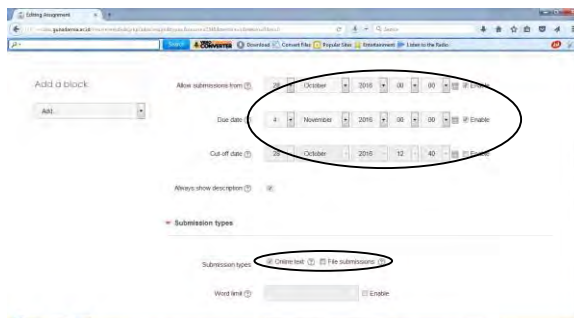 Editing Assignment
Search
CONVERTER Download Convert Files Popular Sites Entertainment Listen to the Radio
Add a block
Add...
Allow submissions from 28 October 2016 00 00 Enable
Due date 4 November 2016 00 00 Enable
Cut-off date 28 October 2016 12 40 Enable
Always show description
Submission types
Submission types Online text File submissions
Word limit Enable